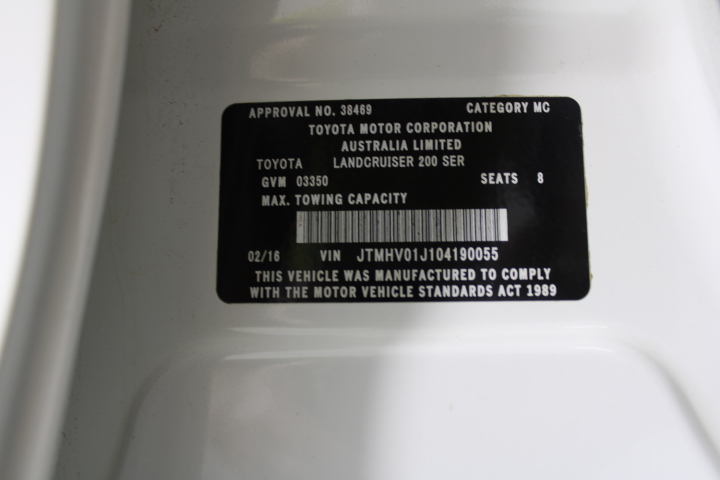 APPROVAL NO. 38469 CATEGORY MC
TOYOTA MOTOR CORPORATION
AUSTRALIA LIMITED
TOYOTA LANDCRUISER 200 SER
GVM 03350 SEATS 8
MAX. TOWING CAPACITY
02/16 VIN JTMHV01J104190055
THIS VEHICLE WAS MANUFACTURED TO COMPLY
WITH THE MOTOR VEHICLE STANDARDS ACT 1989